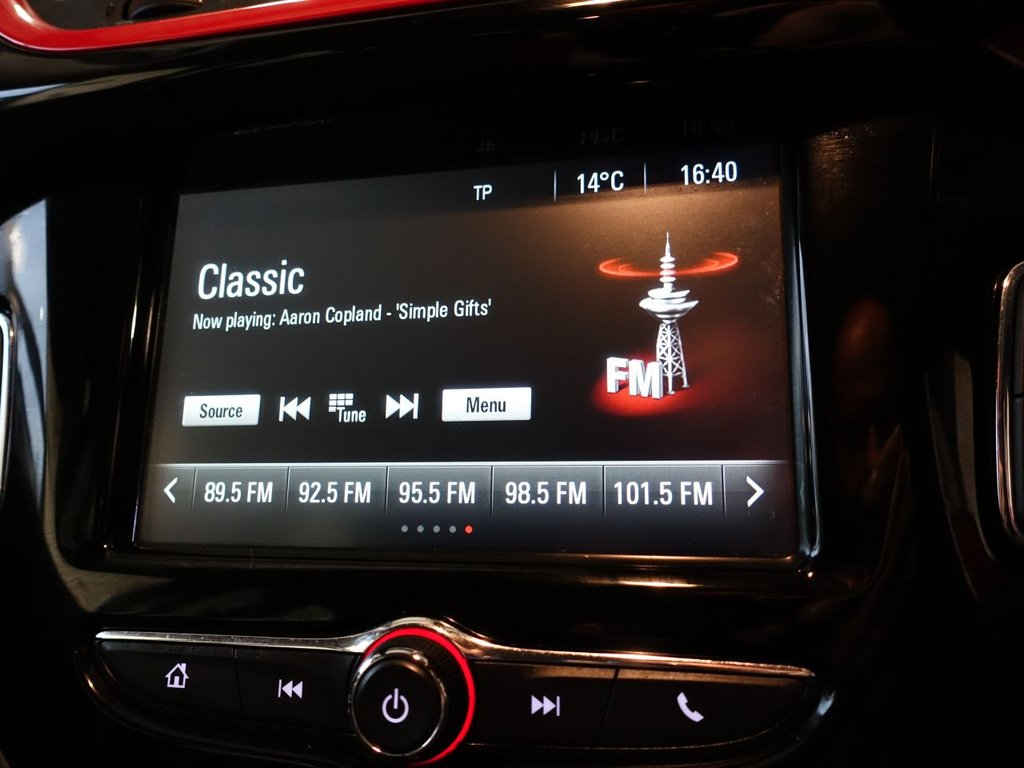 TP 14°C 16:40
Classic
Now playing: Aaron Copland - 'Simple Gifts'
FM
Source Tune Menu
89.5 FM 92.5 FM 95.5 FM 98.5 FM 101.5 FM